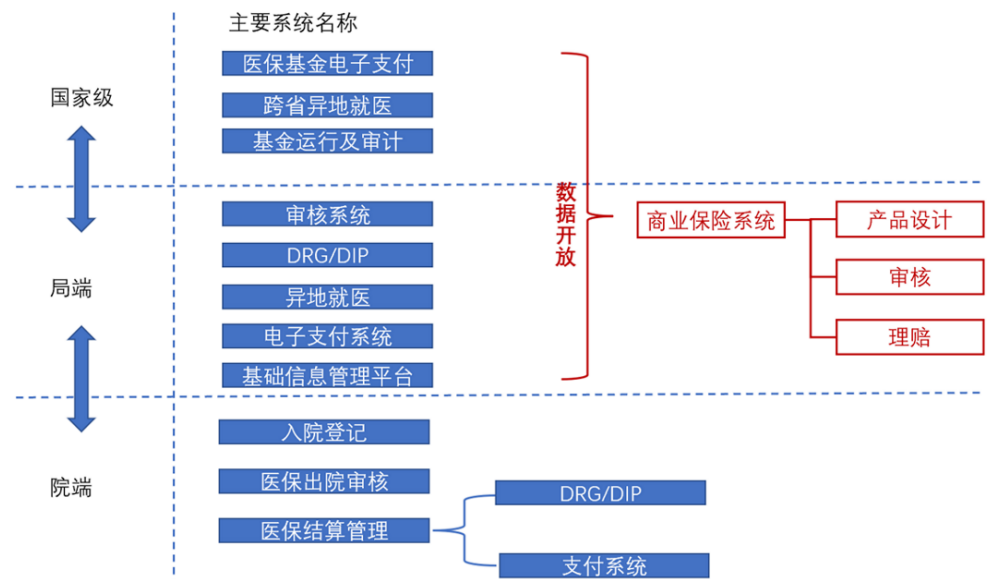 主要系统名称
国家级
医保基金电子支付
跨省异地就医
基金运行及审计
局端
审核系统
DRG/DIP
异地就医
电子支付系统
基础信息管理平台
数据开放
商业保险系统
产品设计
审核
理赔
院端
入院登记
医保出院审核
医保结算管理
DRG/DIP
支付系统